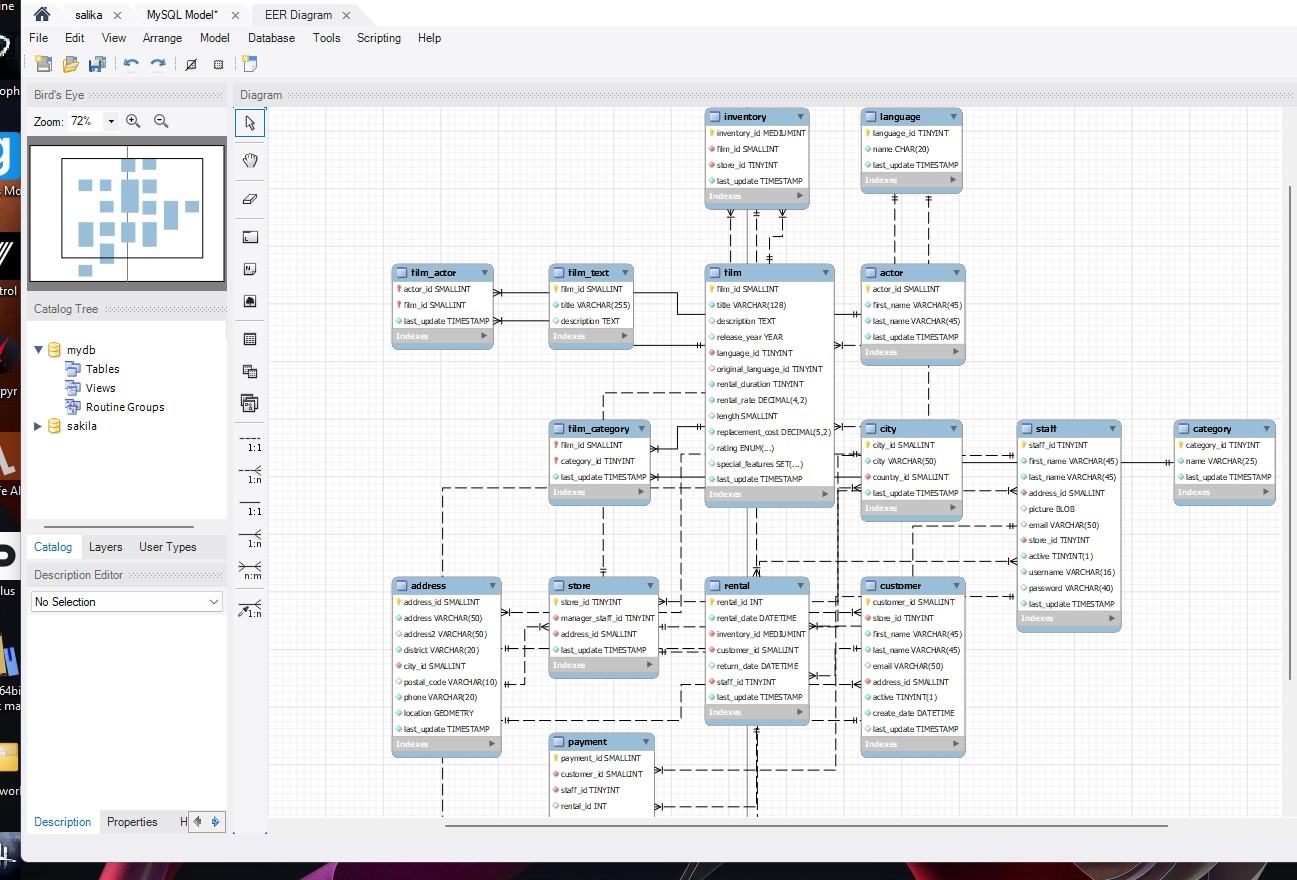 ine
oph
s Mo
trol
pyr
fe AI
lus
64bi
t ma
work
salika
MySQL Model*
EER Diagram
File Edit View Arrange Model Database Tools Scripting Help
Bird's Eye
Zoom: 72%
Catalog Tree
mydb
Tables
Views
Routine Groups
sakila
Catalog Layers User Types
Description Editor
No Selection
Description Properties H
Diagram
1:1
1:n
1:1
1:n
n:m
1:n
inventory
inventory_id MEDIUMINT
film_id SMALLINT
store_id TINYINT
last_update TIMESTAMP
Indexes
language
language_id TINYINT
name CHAR(20)
last_update TIMESTAMP
Indexes
film_actor
actor_id SMALLINT
film_id SMALLINT
last_update TIMESTAMP
Indexes
film_text
film_id SMALLINT
title VARCHAR(255)
description TEXT
Indexes
film
film_id SMALLINT
title VARCHAR(128)
description TEXT
release_year YEAR
language_id TINYINT
original_language_id TINYINT
rental_duration TINYINT
rental_rate DECIMAL(4,2)
length SMALLINT
replacement_cost DECIMAL(5,2)
rating ENUM(...)
special_features SET(...)
last_update TIMESTAMP
Indexes
actor
actor_id SMALLINT
first_name VARCHAR(45)
last_name VARCHAR(45)
last_update TIMESTAMP
Indexes
film_category
film_id SMALLINT
category_id TINYINT
last_update TIMESTAMP
Indexes
city
city_id SMALLINT
city VARCHAR(50)
country_id SMALLINT
last_update TIMESTAMP
Indexes
staff
staff_id TINYINT
first_name VARCHAR(45)
last_name VARCHAR(45)
address_id SMALLINT
picture BLOB
email VARCHAR(50)
store_id TINYINT
active TINYINT(1)
username VARCHAR(16)
password VARCHAR(40)
last_update TIMESTAMP
Indexes
category
category_id TINYINT
name VARCHAR(25)
last_update TIMESTAMP
Indexes
address
address_id SMALLINT
address VARCHAR(50)
address2 VARCHAR(50)
district VARCHAR(20)
city_id SMALLINT
postal_code VARCHAR(10)
phone VARCHAR(20)
location GEOMETRY
last_update TIMESTAMP
Indexes
store
store_id TINYINT
manager_staff_id TINYINT
address_id SMALLINT
last_update TIMESTAMP
Indexes
rental
rental_id INT
rental_date DATETIME
inventory_id MEDIUMINT
customer_id SMALLINT
return_date DATETIME
staff_id TINYINT
last_update TIMESTAMP
Indexes
customer
customer_id SMALLINT
store_id TINYINT
first_name VARCHAR(45)
last_name VARCHAR(45)
email VARCHAR(50)
address_id SMALLINT
active TINYINT(1)
create_date DATETIME
last_update TIMESTAMP
Indexes
payment
payment_id SMALLINT
customer_id SMALLINT
staff_id TINYINT
rental_id INT